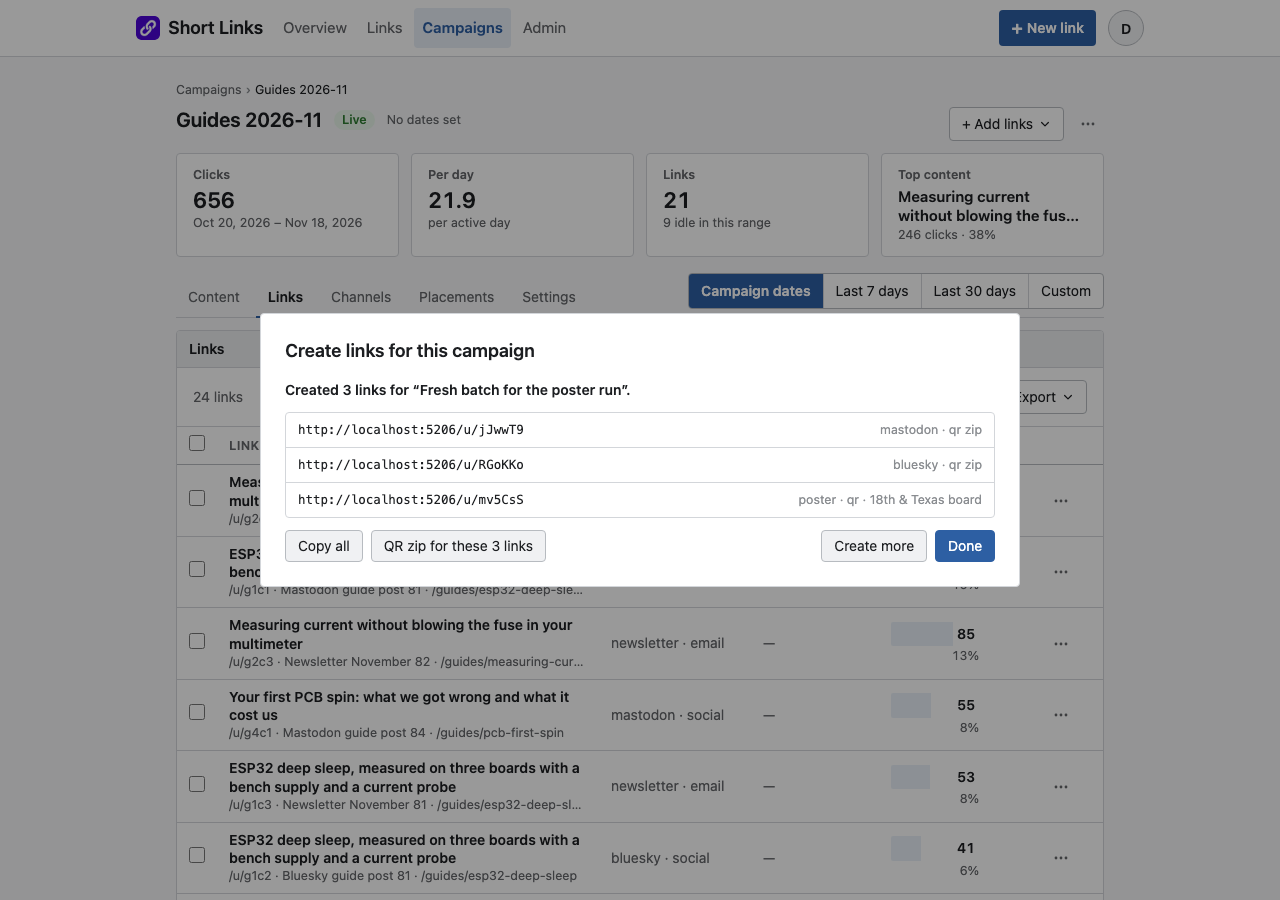 Short Links
Overview
Links
Campaigns
Admin
+ New link
D
Campaigns › Guides 2026-11
Guides 2026-11
Live
No dates set
+ Add links
Clicks
656
Oct 20, 2026 – Nov 18, 2026
Per day
21.9
per active day
Links
21
9 idle in this range
Top content
Measuring current
without blowing the fus...
246 clicks · 38%
Content
Links
Channels
Placements
Settings
Campaign dates
Last 7 days
Last 30 days
Custom
Links
24 links
Create links for this campaign
Created 3 links for “Fresh batch for the poster run”.
http://localhost:5206/u/jJwwT9
mastodon · qr zip
http://localhost:5206/u/RGoKKo
bluesky · qr zip
http://localhost:5206/u/mv5CsS
poster · qr · 18th & Texas board
Copy all
QR zip for these 3 links
Create more
Done
/u/g1c1 · Mastodon guide post 81 · /guides/esp32-deep-sle...
Measuring current without blowing the fuse in your
multimeter
/u/g2c3 · Newsletter November 82 · /guides/measuring-cur...
newsletter · email
—
85
13%
Your first PCB spin: what we got wrong and what it
cost us
/u/g4c1 · Mastodon guide post 84 · /guides/pcb-first-spin
mastodon · social
—
55
8%
ESP32 deep sleep, measured on three boards with a
bench supply and a current probe
/u/g1c3 · Newsletter November 81 · /guides/esp32-deep-sl...
newsletter · email
—
53
8%
ESP32 deep sleep, measured on three boards with a
bench supply and a current probe
/u/g1c2 · Bluesky guide post 81 · /guides/esp32-deep-sleep
bluesky · social
—
41
6%